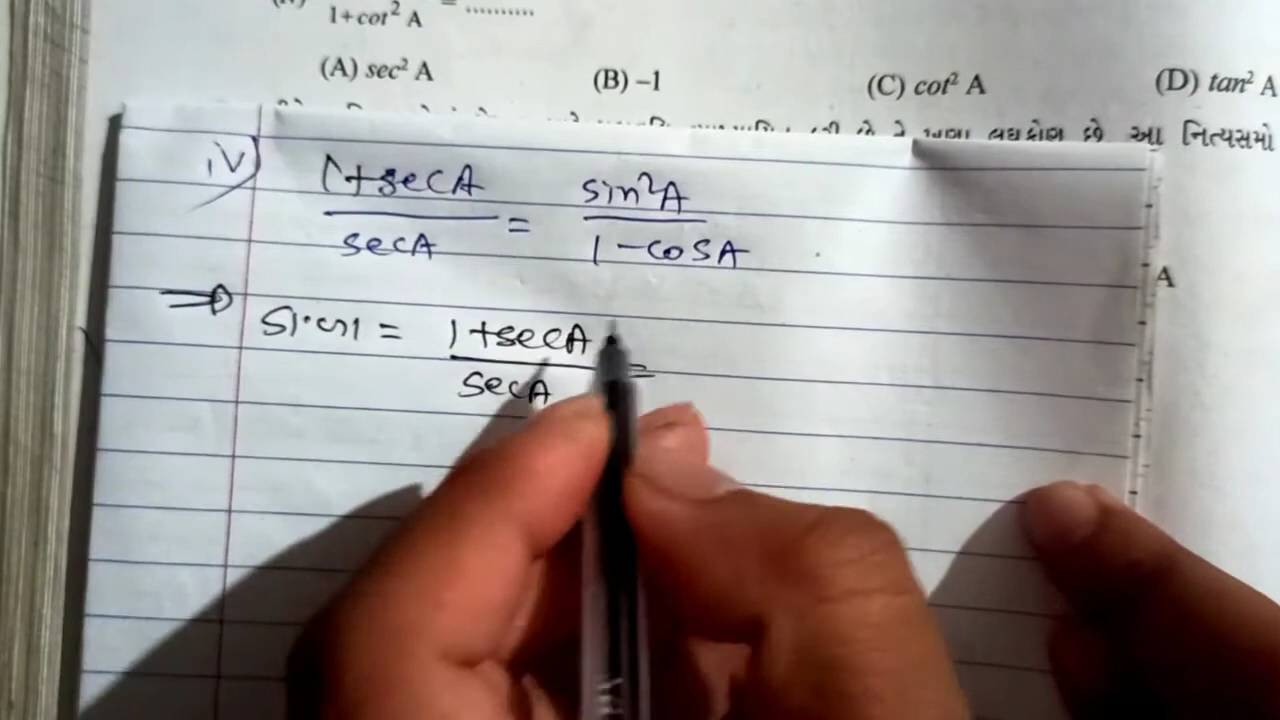 1+cot² A = ..........
(A) sec² A (B) –1 (C) cot² A (D) tan² A
આ નિત્યસમો
iv) 1+secA / secA = sin²A / 1-cosA
A
⇒ ડા.બા = 1+secA / secA =